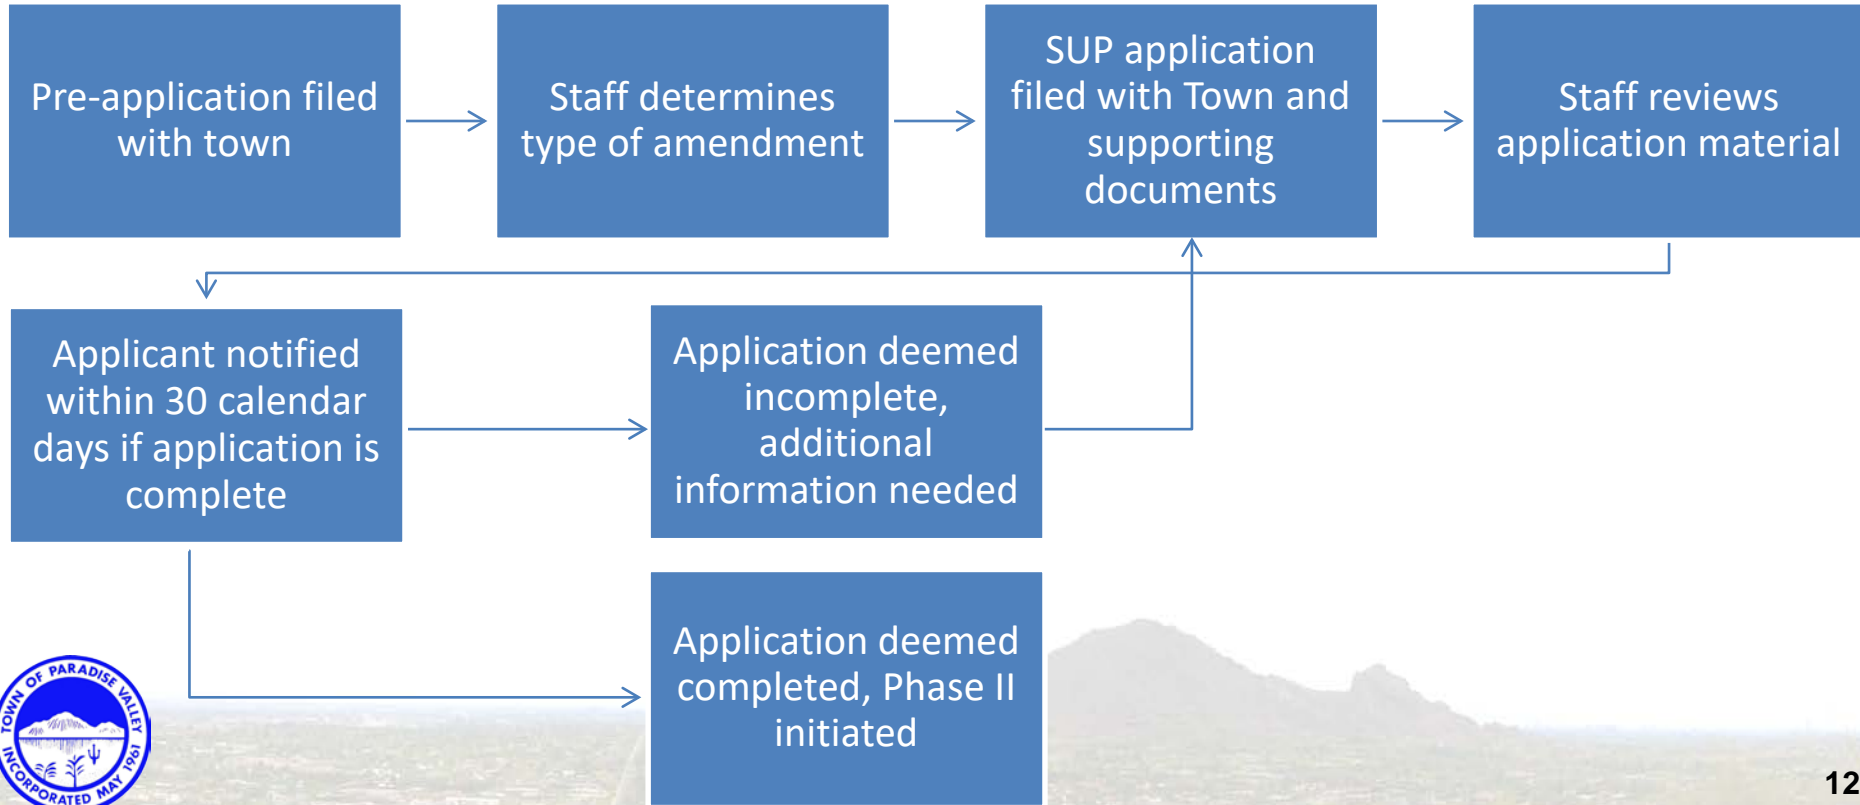 Pre-application filed
with town
Staff determines
type of amendment
SUP application
filed with Town and
supporting
documents
Staff reviews
application material
Applicant notified
within 30 calendar
days if application is
complete
Application deemed
incomplete,
additional
information needed
Application deemed
completed, Phase II
initiated
TOWN OF PARADISE VALLEY
INCORPORATED MAY 1961
12